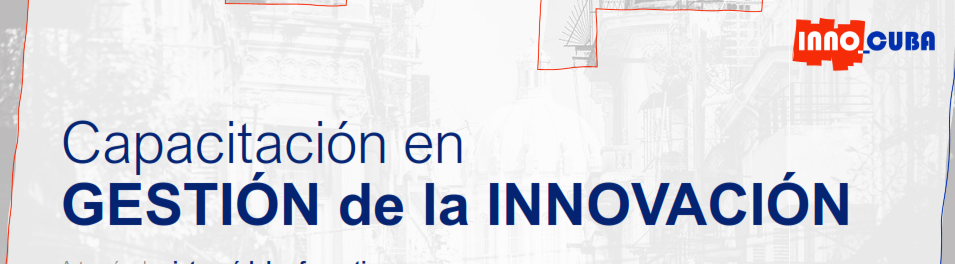 INNO_CUBA
Capacitación en
GESTIÓN de la INNOVACIÓN